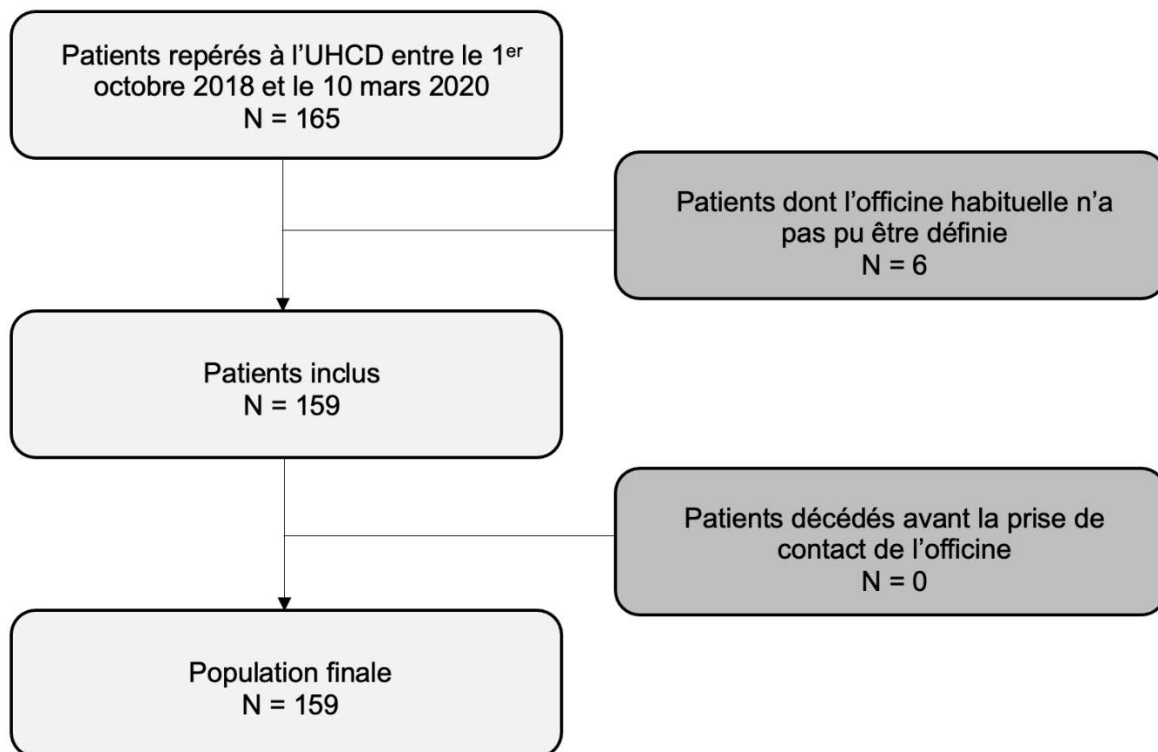 Patients repérés à l’UHCD entre le 1er
octobre 2018 et le 10 mars 2020
N = 165
Patients dont l’officine habituelle n’a
pas pu être définie
N = 6
Patients inclus
N = 159
Patients décédés avant la prise de
contact de l’officine
N = 0
Population finale
N = 159